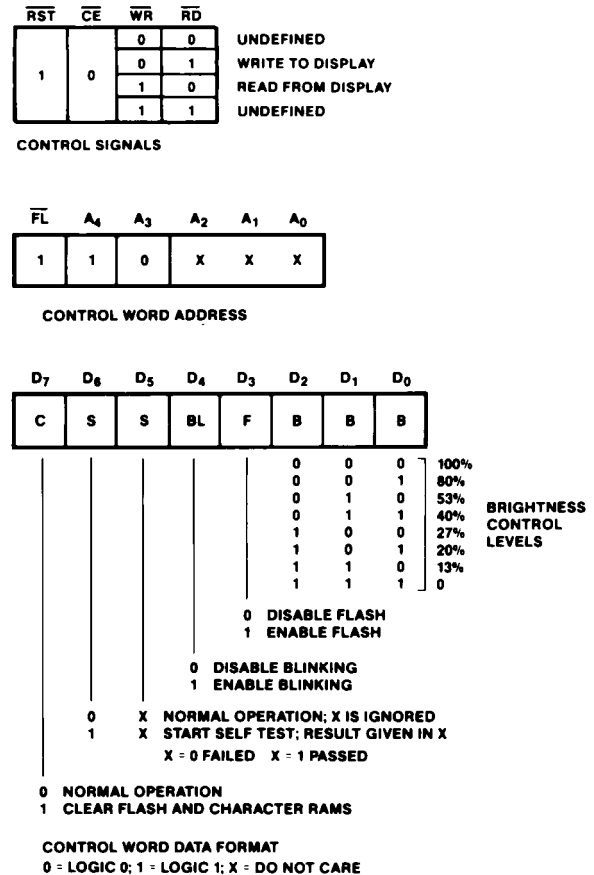 R̅S̅T̅ C̅E̅ W̅R̅ R̅D̅
0 0 UNDEFINED
0 1 WRITE TO DISPLAY
1 0
1 0 READ FROM DISPLAY
1 1 UNDEFINED
CONTROL SIGNALS
F̅L̅ A₄ A₃ A₂ A₁ A₀
1 1 0 X X X
CONTROL WORD ADDRESS
D₇ D₆ D₅ D₄ D₃ D₂ D₁ D₀
C S S BL F B B B
0 0 0 100%
0 0 1 80%
0 1 0 53%
0 1 1 40%
1 0 0 27%
1 0 1 20%
1 1 0 13%
1 1 1 0
BRIGHTNESS
CONTROL
LEVELS
0 DISABLE FLASH
1 ENABLE FLASH
0 DISABLE BLINKING
1 ENABLE BLINKING
0 X NORMAL OPERATION; X IS IGNORED
1 X START SELF TEST; RESULT GIVEN IN X
X = 0 FAILED X = 1 PASSED
0 NORMAL OPERATION
1 CLEAR FLASH AND CHARACTER RAMS
CONTROL WORD DATA FORMAT
0 = LOGIC 0; 1 = LOGIC 1; X = DO NOT CARE